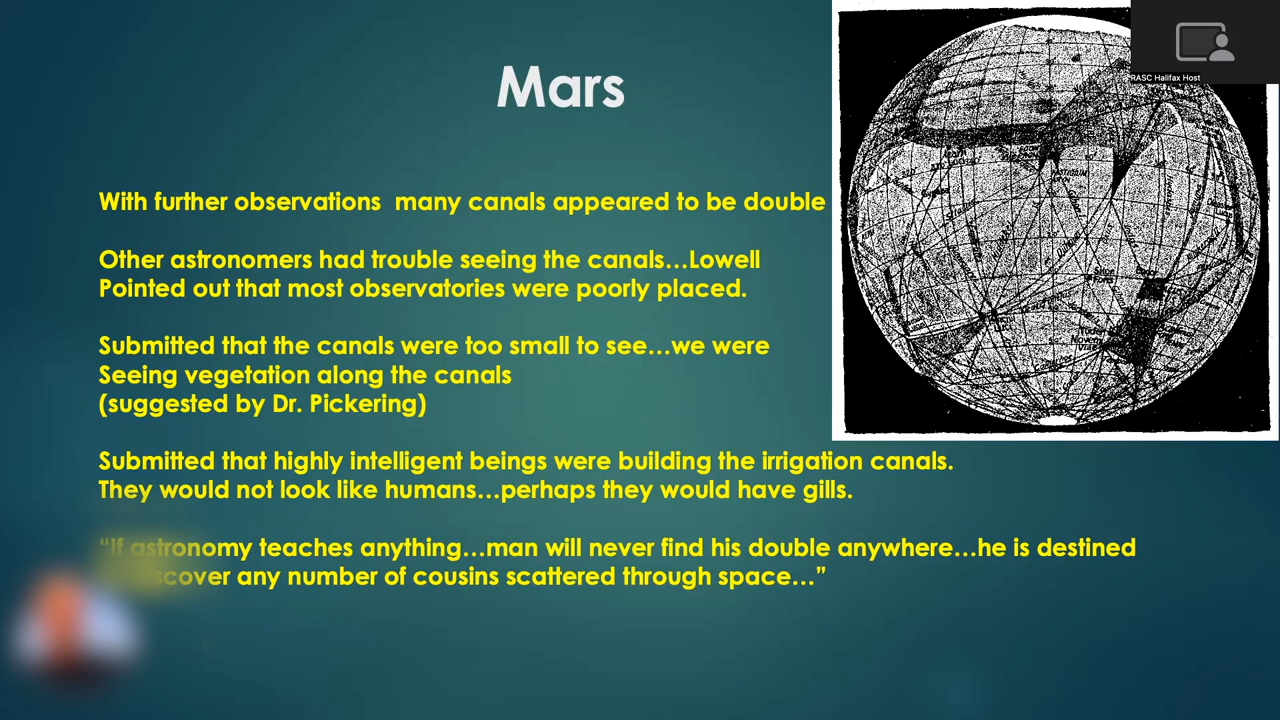 RASC Halifax Host
Mars
With further observations  many canals appeared to be double
Other astronomers had trouble seeing the canals...Lowell
Pointed out that most observatories were poorly placed.
Submitted that the canals were too small to see...we were
Seeing vegetation along the canals
(suggested by Dr. Pickering)
Submitted that highly intelligent beings were building the irrigation canals.
They would not look like humans...perhaps they would have gills.
“If astronomy teaches anything...man will never find his double anywhere...he is destined
any number of cousins scattered through space...”